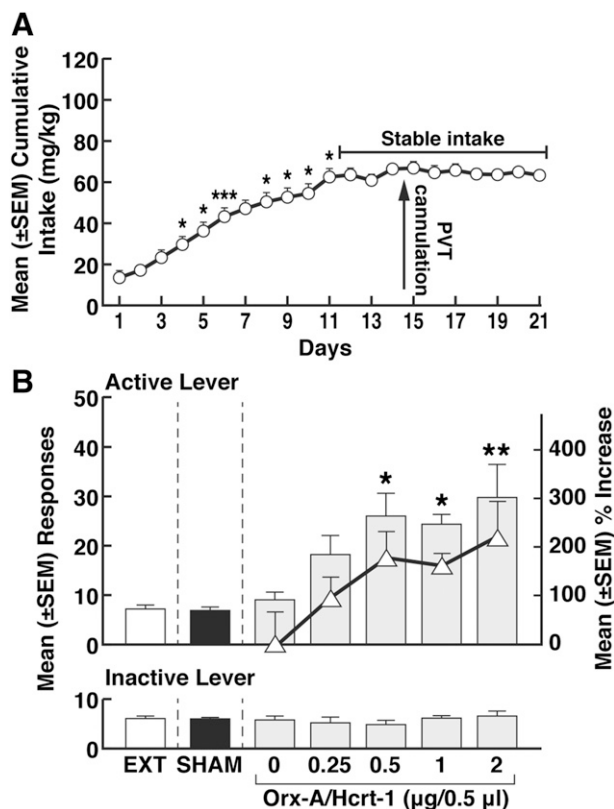 A
Mean (±SEM) Cumulative
Intake (mg/kg)
120
100
80
60
40
20
0
* * *** * * * *
Stable intake
PVT
cannulation
1 3 5 7 9 11 13 15 17 19 21
Days
B
Active Lever
Mean (±SEM) Responses
50
40
30
20
10
0
* * **
400
300
200
100
0
Mean (±SEM) % Increase
Inactive Lever
10
0
EXT SHAM 0 0.25 0.5 1 2
Orx-A/Hcrt-1 (µg/0.5 µl)